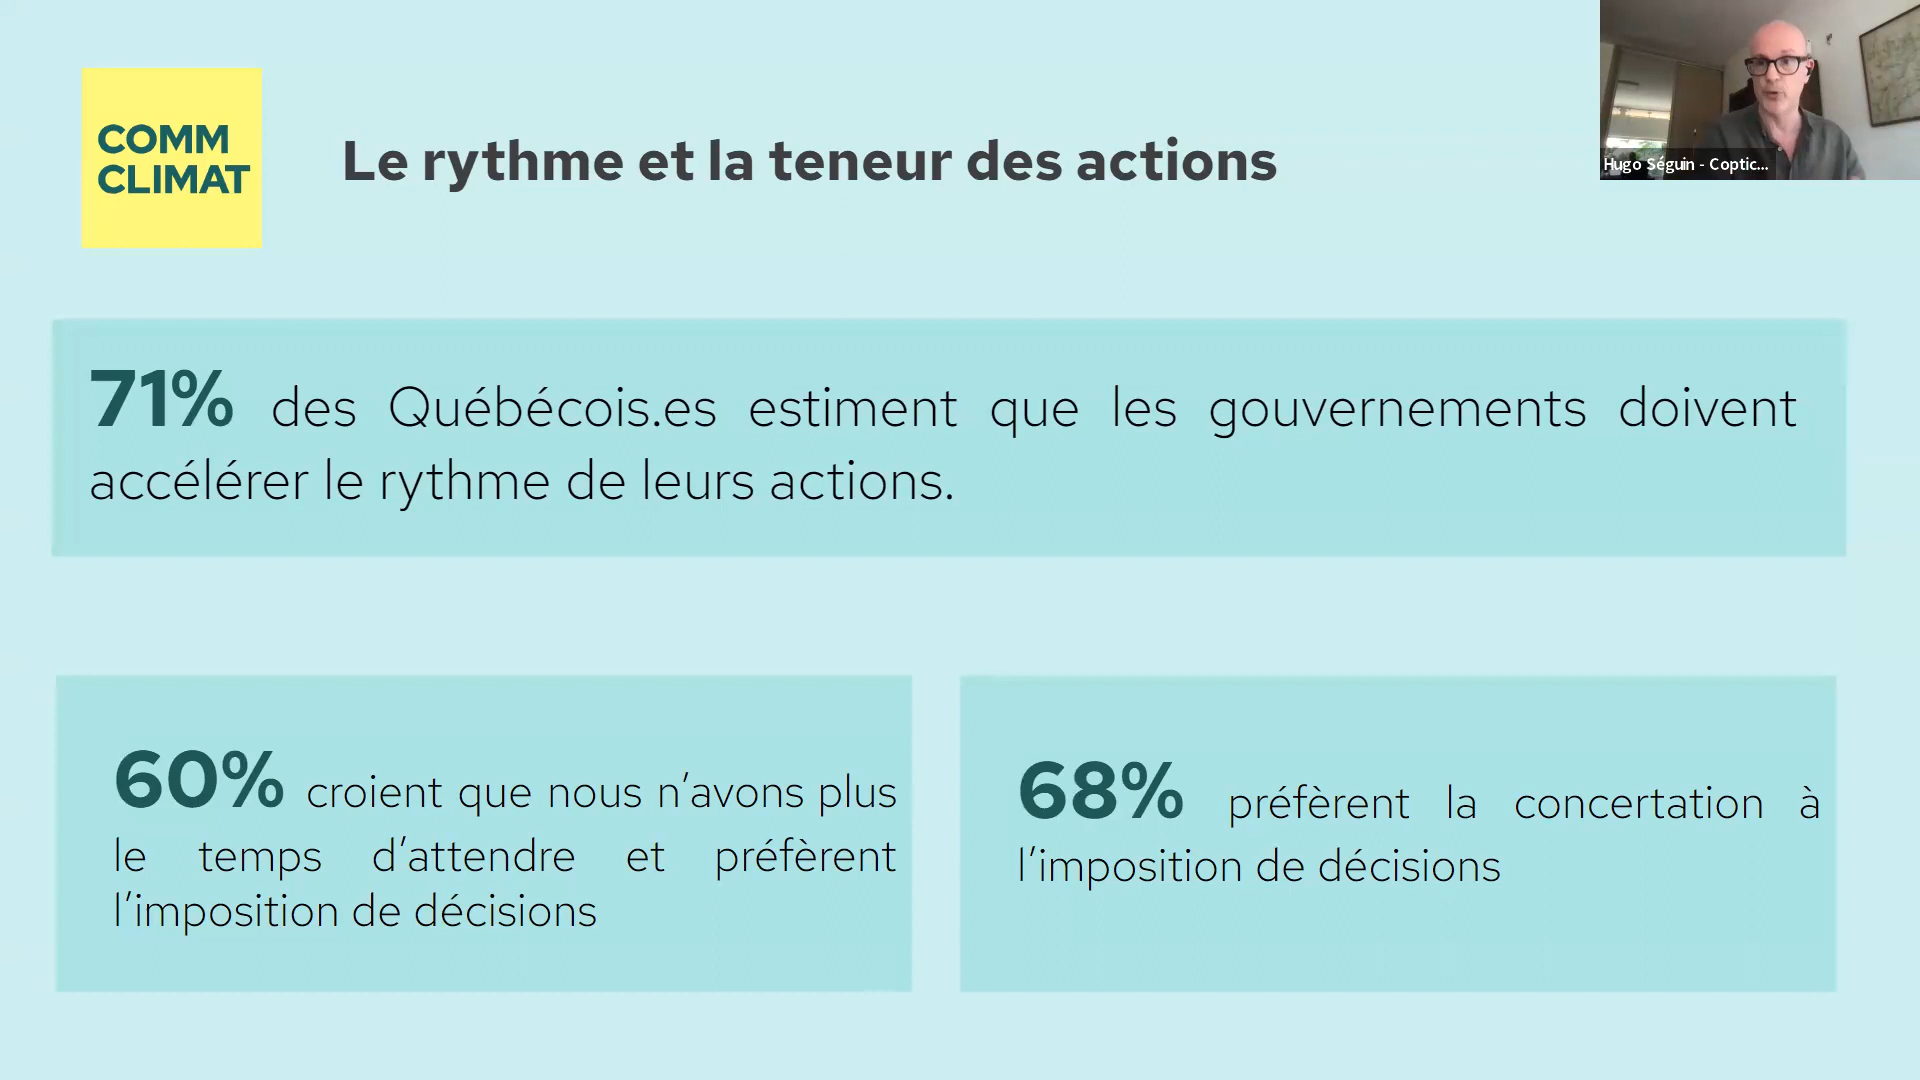 COMM
CLIMAT
Le rythme et la teneur des actions
Hugo Séguin - Coptic...
71% des Québécois.es estiment que les gouvernements doivent
accélérer le rythme de leurs actions.
60% croient que nous n’avons plus
le temps d’attendre et préfèrent
l’imposition de décisions
68% préfèrent la concertation à
l’imposition de décisions